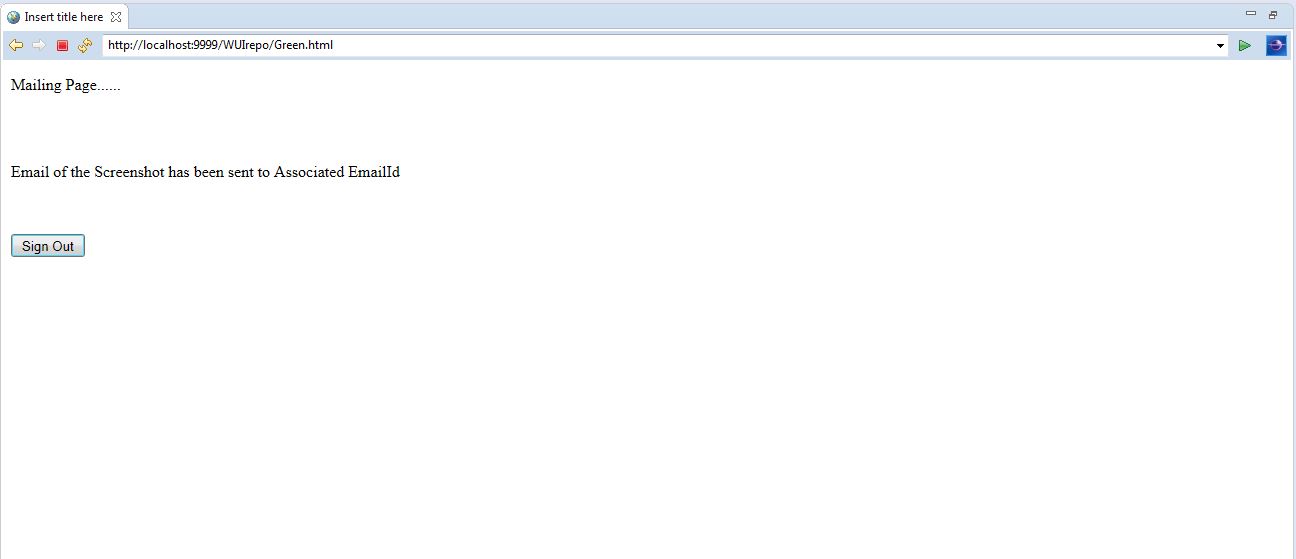 Insert title here
http://localhost:9999/WUIrepo/Green.html
Mailing Page......
Email of the Screenshot has been sent to Associated EmailId
Sign Out